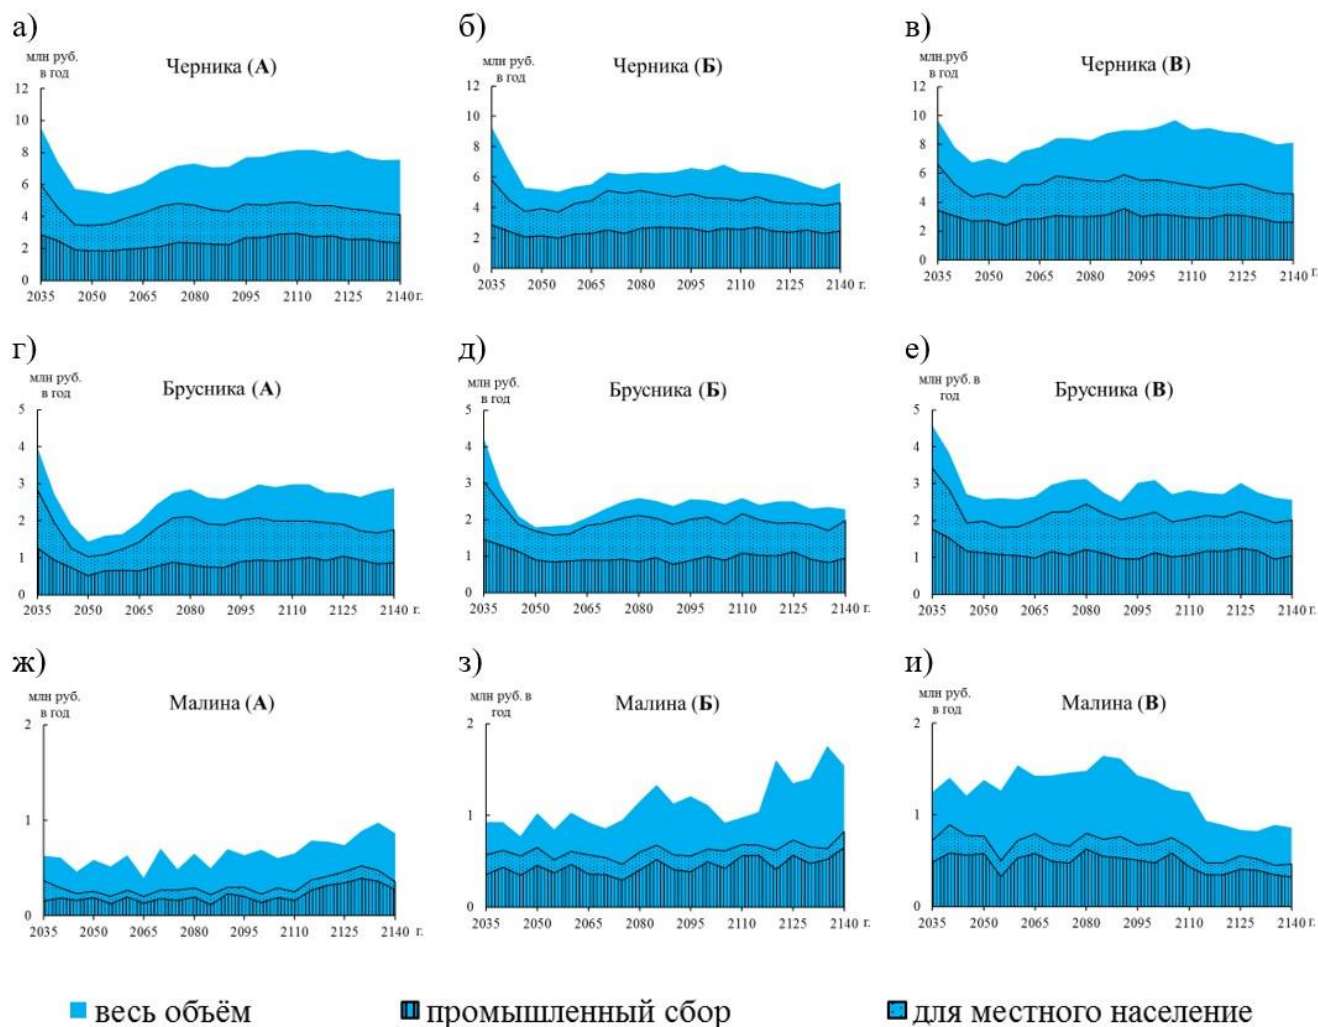 а)
млн руб.
в год
Черника (А)
12
10
8
6
4
2
0
2035 2050 2065 2080 2095 2110 2125 2140 г.
б)
млн руб.
в год
Черника (Б)
12
10
8
6
4
2
0
2035 2050 2065 2080 2095 2110 2125 2140 г.
в)
млн.руб
в год
Черника (В)
12
10
8
6
4
2
0
2035 2050 2065 2080 2095 2110 2125 2140 г.
г)
млн руб.
в год
Брусника (А)
5
4
3
2
1
0
2035 2050 2065 2080 2095 2110 2125 2140 г.
д)
млн руб.
в год
Брусника (Б)
5
4
3
2
1
0
2035 2050 2065 2080 2095 2110 2125 2140 г.
е)
млн руб. в
год
Брусника (В)
5
4
3
2
1
0
2035 2050 2065 2080 2095 2110 2125 2140 г.
ж)
млн руб.
в год
Малина (А)
2
1
0
2035 2050 2065 2080 2095 2110 2125 2140 г.
з)
млн руб. в
год
Малина (Б)
2
1
0
2035 2050 2065 2080 2095 2110 2125 2140 г.
и)
млн руб.
в год
Малина (В)
2
1
0
2035 2050 2065 2080 2095 2110 2125 2140 г.
весь объём
промышленный сбор
для местного население